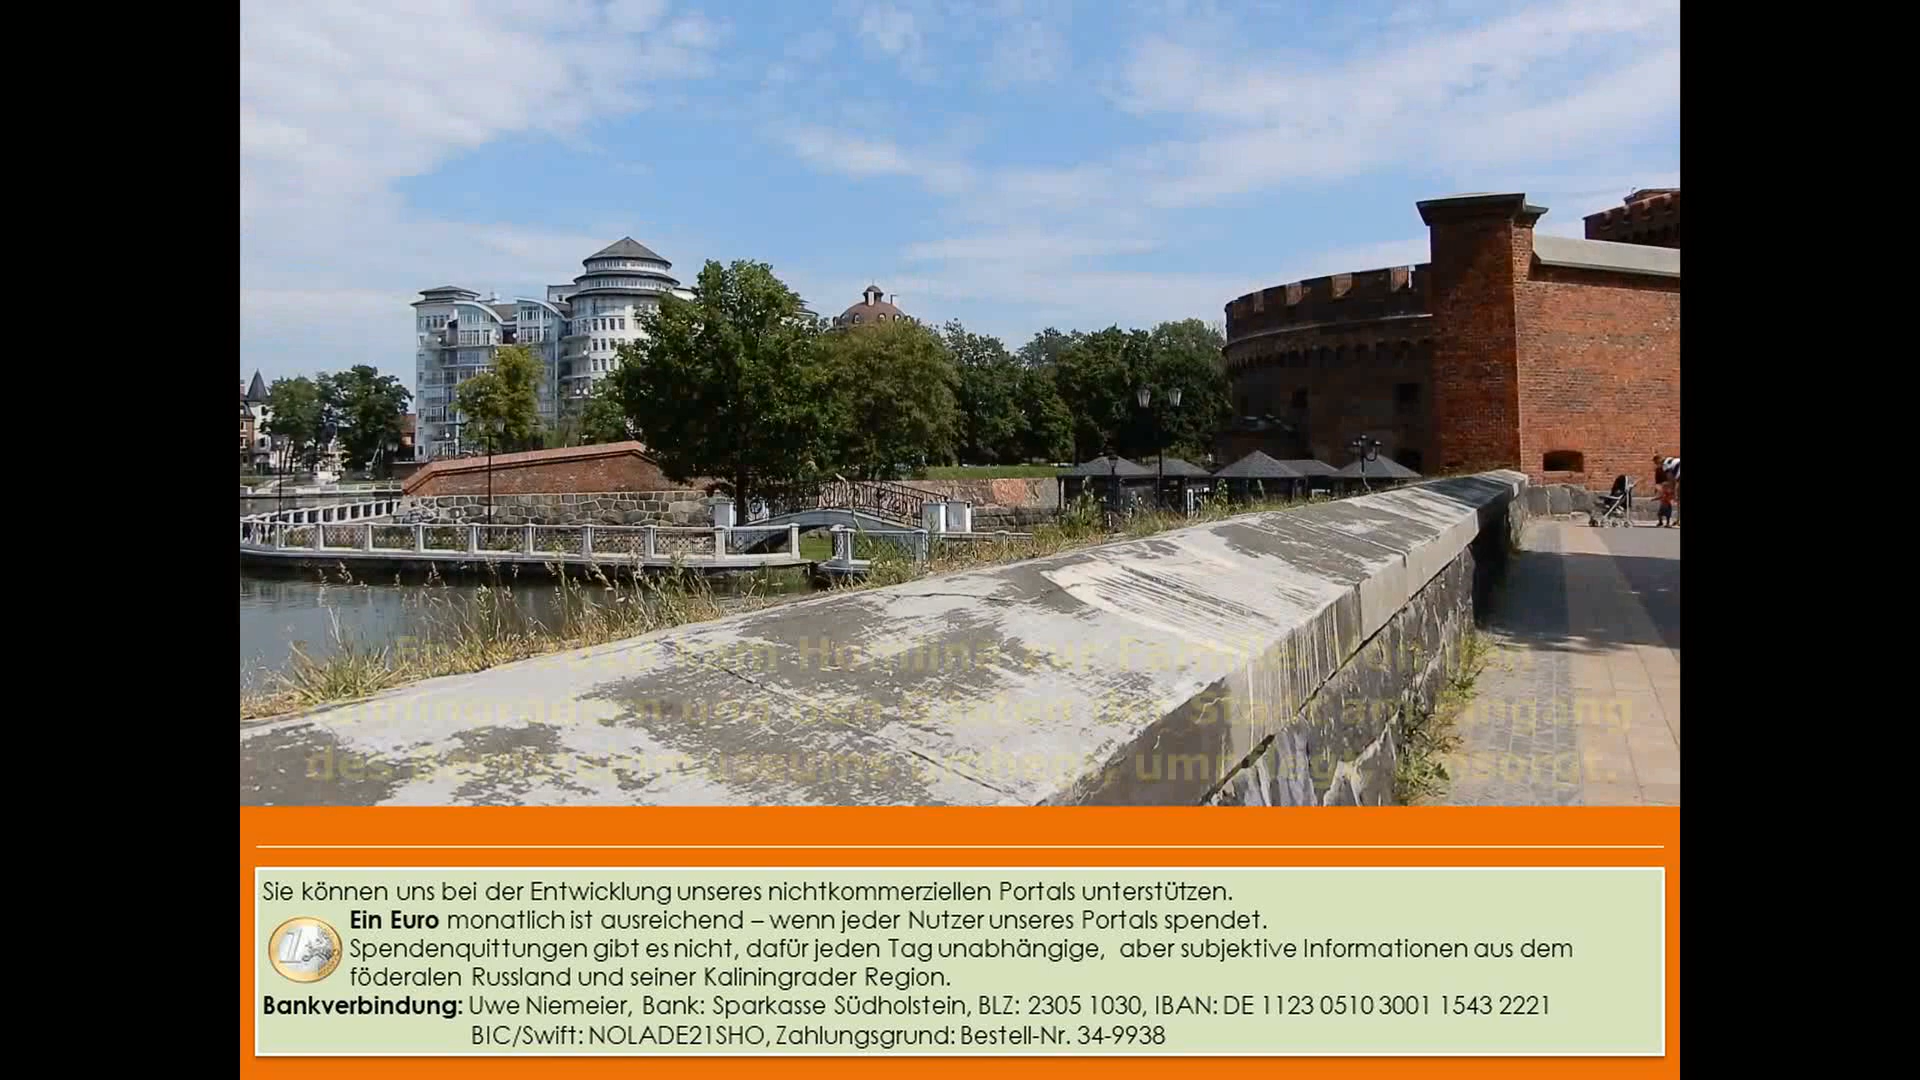 des
Sie können uns bei der Entwicklung unseres nichtkommerziellen Portals unterstützen.
Ein Euro monatlich ist ausreichend – wenn jeder Nutzer unseres Portals spendet.
Spendenquittungen gibt es nicht, dafür jeden Tag unabhängige, aber subjektive Informationen aus dem
föderalen Russland und seiner Kaliningrader Region.
Bankverbindung: Uwe Niemeier, Bank: Sparkasse Südholstein, BLZ: 2305 1030, IBAN: DE 1123 0510 3001 1543 2221
BIC/Swift: NOLADE21SHO, Zahlungsgrund: Bestell-Nr. 34-9938